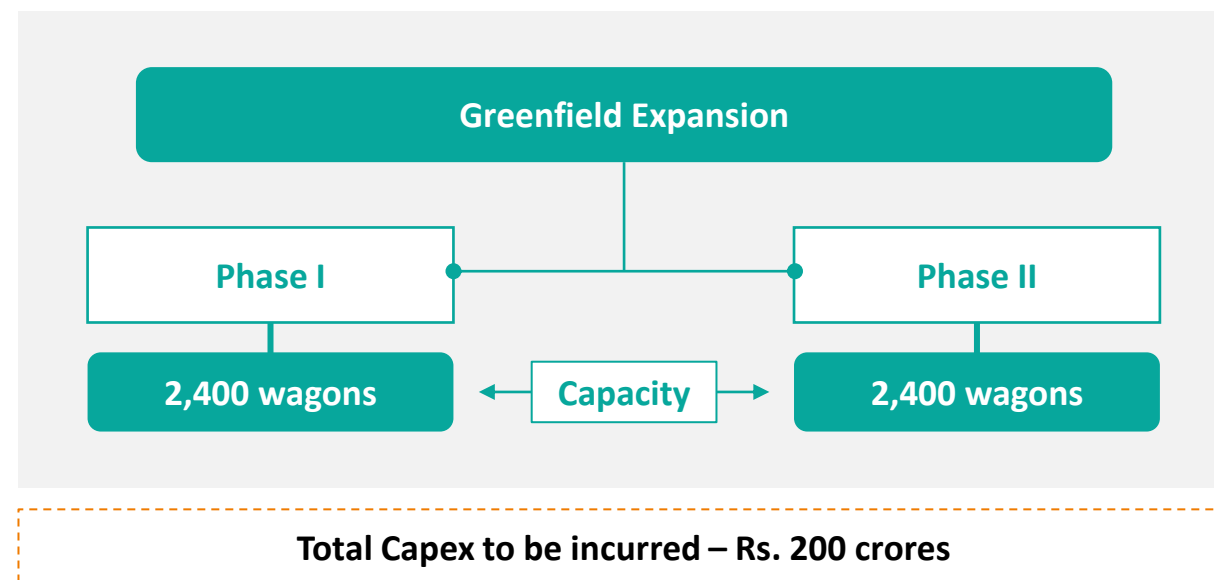 Greenfield Expansion
Phase I
Phase II
2,400 wagons
Capacity
2,400 wagons
Total Capex to be incurred – Rs. 200 crores